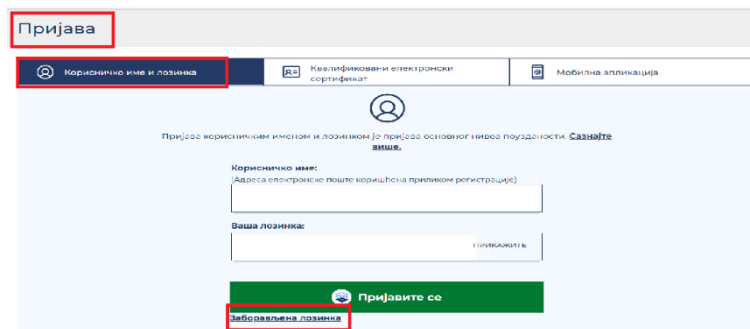 Пријава
Корисничко име и лозинка
Квалификовани електронски
сертификат
Мобилна апликација
Пријава корисничким именом и лозинком је пријава основног нивоа поузданости. Сазнајте
више.
Корисничко име:
(Адреса електронске поште коришћена приликом регистрације)
Ваша лозинка:
ПРИКАЖИТЕ
Пријавите се
Заборављена лозинка